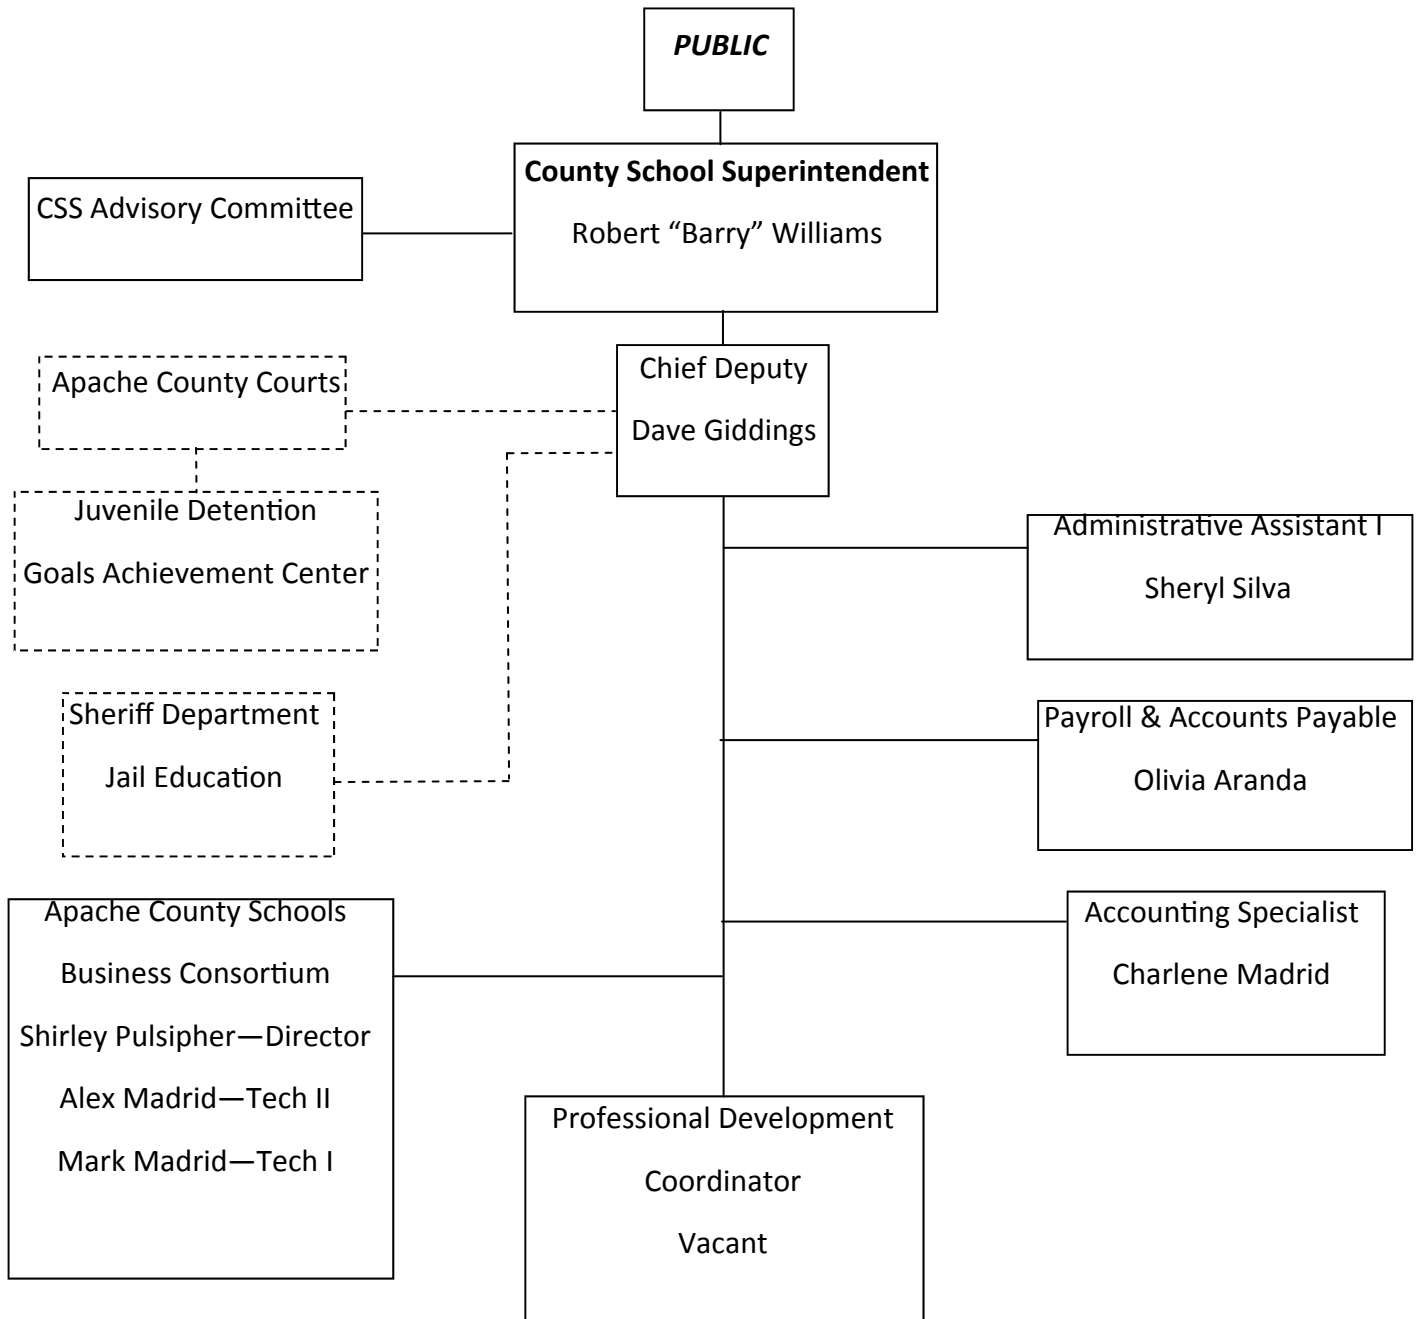 PUBLIC
County School Superintendent
Robert “Barry” Williams
CSS Advisory Committee
Chief Deputy
Dave Giddings
Apache County Courts
Juvenile Detention
Goals Achievement Center
Sheriff Department
Jail Education
Administrative Assistant I
Sheryl Silva
Payroll & Accounts Payable
Olivia Aranda
Accounting Specialist
Charlene Madrid
Apache County Schools
Business Consortium
Shirley Pulsipher—Director
Alex Madrid—Tech II
Mark Madrid—Tech I
Professional Development
Coordinator
Vacant